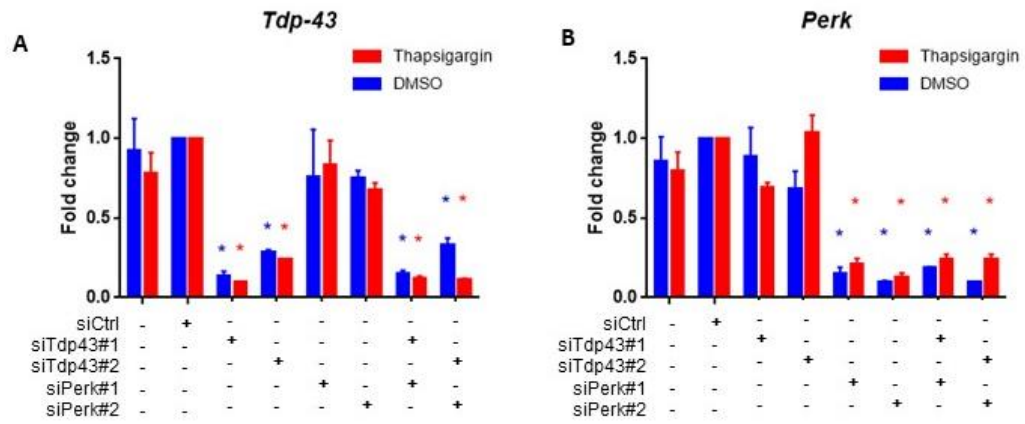 A
Tdp-43
Thapsigargin
DMSO
Fold change
1.5
1.0
0.5
0.0
* * * * * * * *
siCtrl - + - - - - - -
siTdp43#1 - - + - - - + -
siTdp43#2 - - - + - - - +
siPerk#1 - - - - + - + -
siPerk#2 - - - - - + - +
B
Perk
Thapsigargin
DMSO
Fold change
1.5
1.0
0.5
0.0
* * * * * * * *
siCtrl - + - - - - - -
siTdp43#1 - - + - - - + -
siTdp43#2 - - - + - - - +
siPerk#1 - - - - + - + -
siPerk#2 - - - - - + - +